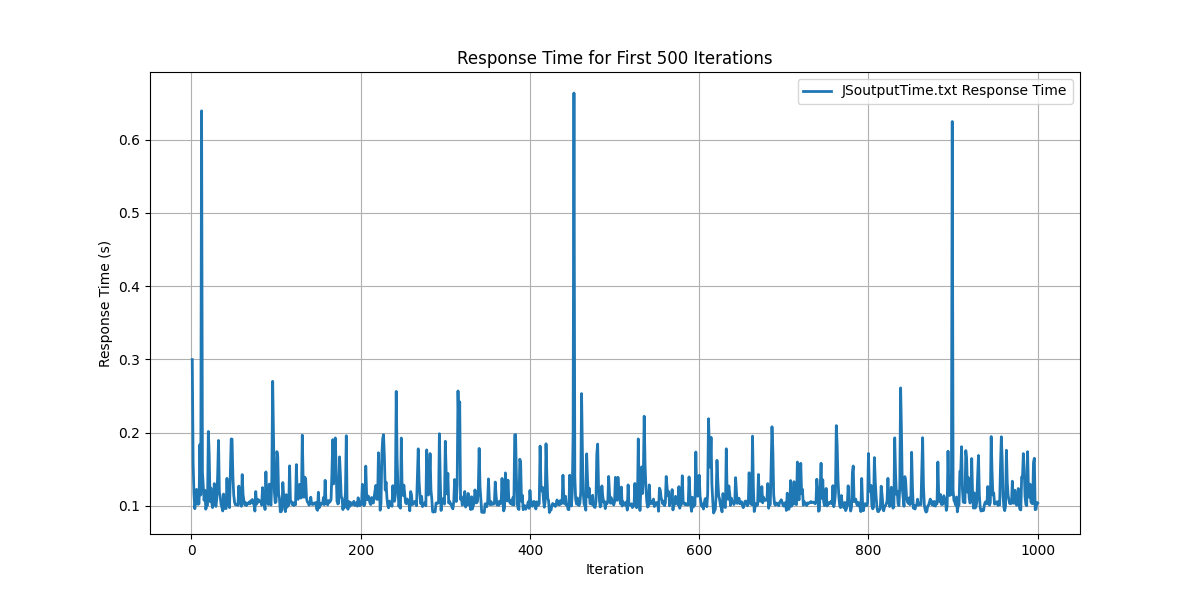 Response Time for First 500 Iterations
JSoutputTime.txt Response Time
Response Time (s)
0.6
0.5
0.4
0.3
0.2
0.1
0 200 400 600 800 1000
Iteration